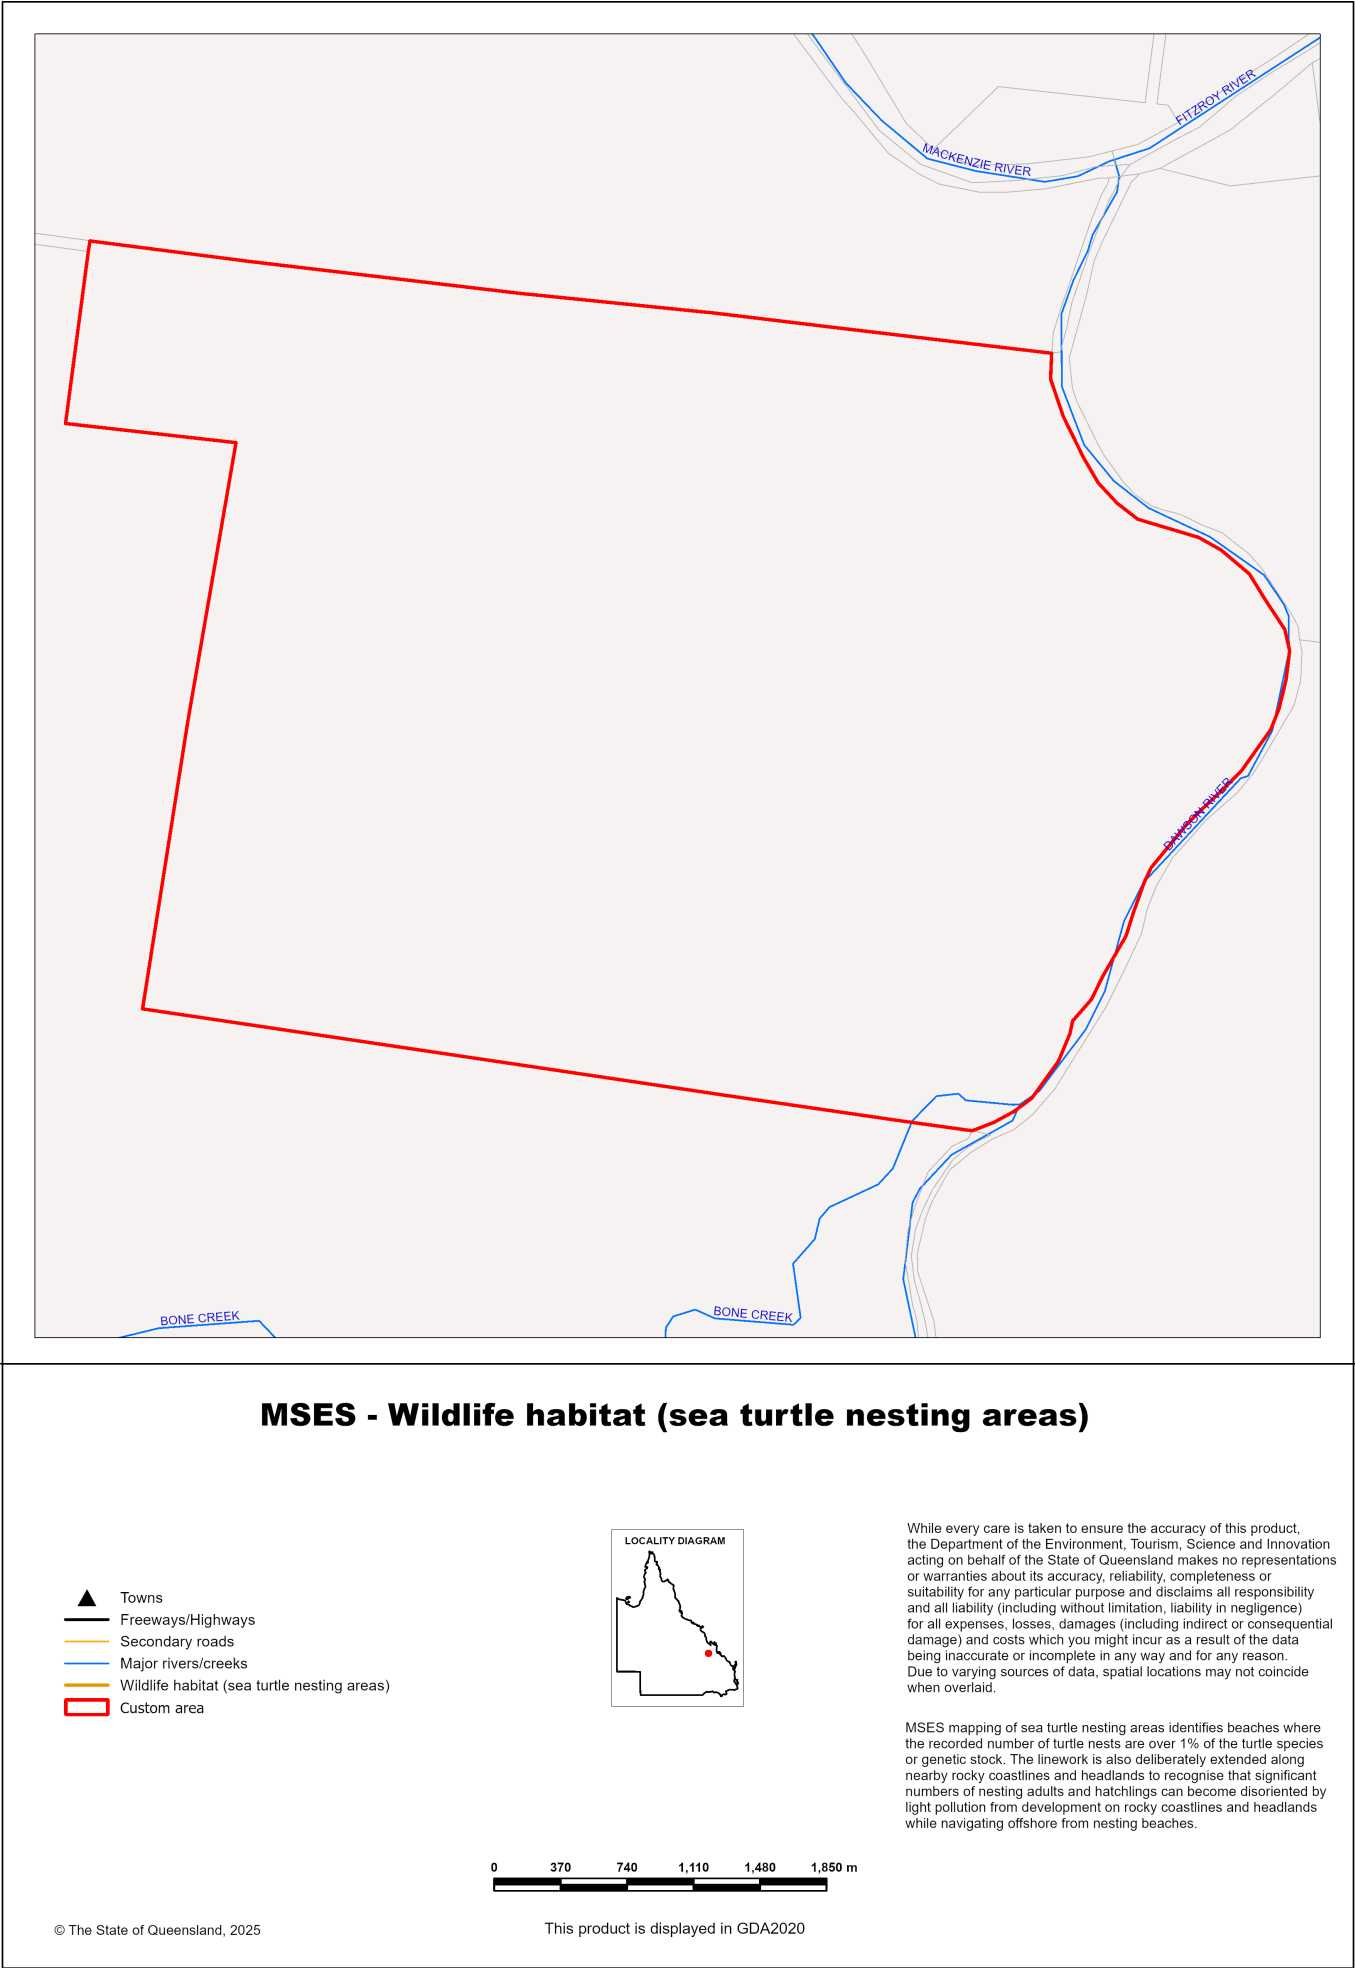 FITZROY RIVER
MACKENZIE RIVER
DAWSON RIVER
BONE CREEK
BONE CREEK
MSES - Wildlife habitat (sea turtle nesting areas)
Towns
Freeways/Highways
Secondary roads
Major rivers/creeks
Wildlife habitat (sea turtle nesting areas)
Custom area
LOCALITY DIAGRAM
While every care is taken to ensure the accuracy of this product,
the Department of the Environment, Tourism, Science and Innovation
acting on behalf of the State of Queensland makes no representations
or warranties about its accuracy, reliability, completeness or
suitability for any particular purpose and disclaims all responsibility
and all liability (including without limitation, liability in negligence)
for all expenses, losses, damages (including indirect or consequential
damage) and costs which you might incur as a result of the data
being inaccurate or incomplete in any way and for any reason.
Due to varying sources of data, spatial locations may not coincide
when overlaid.
MSES mapping of sea turtle nesting areas identifies beaches where
the recorded number of turtle nests are over 1% of the turtle species
or genetic stock. The linework is also deliberately extended along
nearby rocky coastlines and headlands to recognise that significant
numbers of nesting adults and hatchlings can become disoriented by
light pollution from development on rocky coastlines and headlands
while navigating offshore from nesting beaches.
0 370 740 1,110 1,480 1,850 m
© The State of Queensland, 2025
This product is displayed in GDA2020